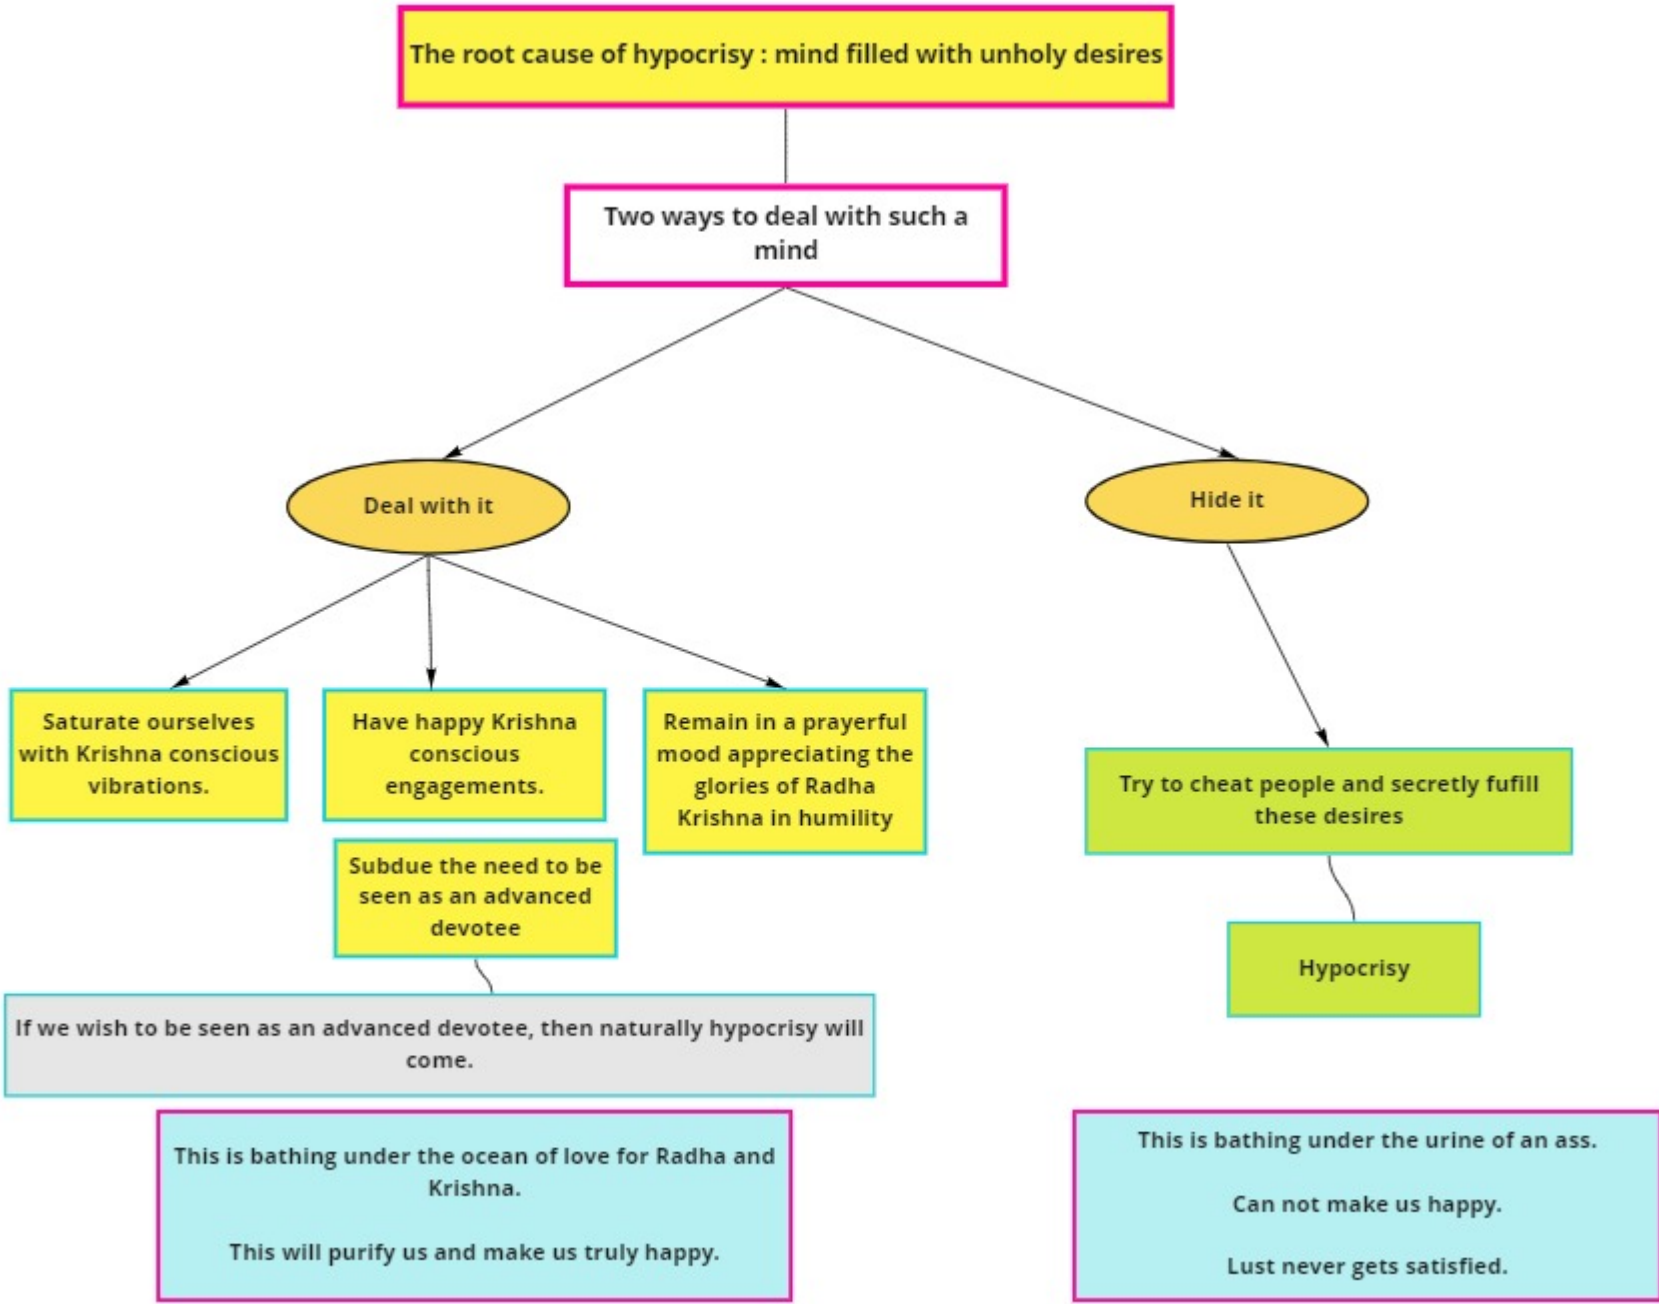 The root cause of hypocrisy : mind filled with unholy desires
Two ways to deal with such a
mind
Deal with it
Hide it
Saturate ourselves
with Krishna conscious
vibrations.
Have happy Krishna
conscious
engagements.
Remain in a prayerful
mood appreciating the
glories of Radha
Krishna in humility
Try to cheat people and secretly fufill
these desires
Subdue the need to be
seen as an advanced
devotee
Hypocrisy
If we wish to be seen as an advanced devotee, then naturally hypocrisy will
come.
This is bathing under the ocean of love for Radha and
Krishna.
This will purify us and make us truly happy.
This is bathing under the urine of an ass.
Can not make us happy.
Lust never gets satisfied.